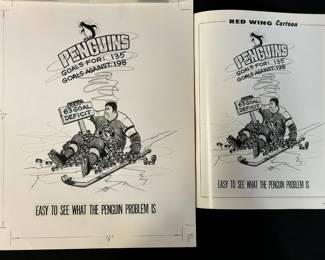 PENGUINS
GOALS FOR: 135
GOALS AGAINST: 198
63 GOAL
DEFICIT
EASY TO SEE WHAT THE PENGUIN PROBLEM IS
RED WING Cartoon
PENGUINS
GOALS FOR: 135
GOALS AGAINST: 198
63 GOAL
DEFICIT
EASY TO SEE WHAT THE PENGUIN PROBLEM IS